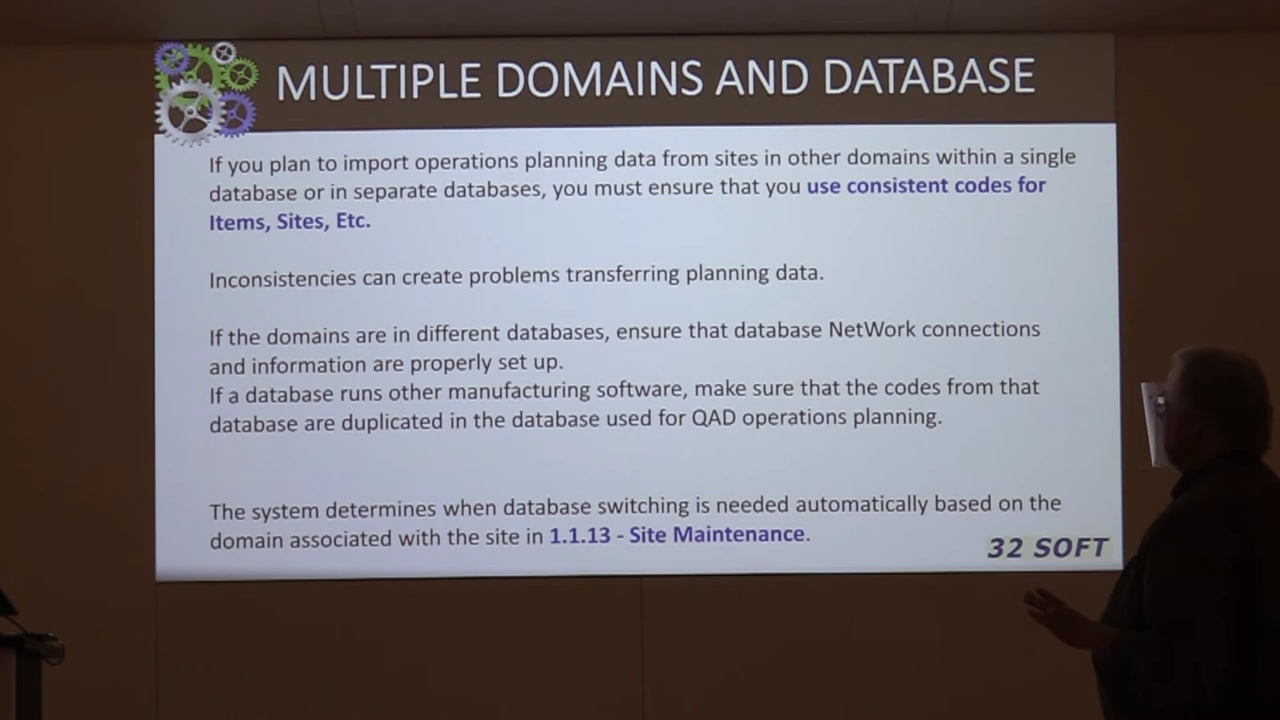 MULTIPLE DOMAINS AND DATABASE
If you plan to import operations planning data from sites in other domains within a single
database or in separate databases, you must ensure that you use consistent codes for
Items, Sites, Etc.
Inconsistencies can create problems transferring planning data.
If the domains are in different databases, ensure that database NetWork connections
and information are properly set up.
If a database runs other manufacturing software, make sure that the codes from that
database are duplicated in the database used for QAD operations planning.
The system determines when database switching is needed automatically based on the
domain associated with the site in 1.1.13 - Site Maintenance.
32 SOFT